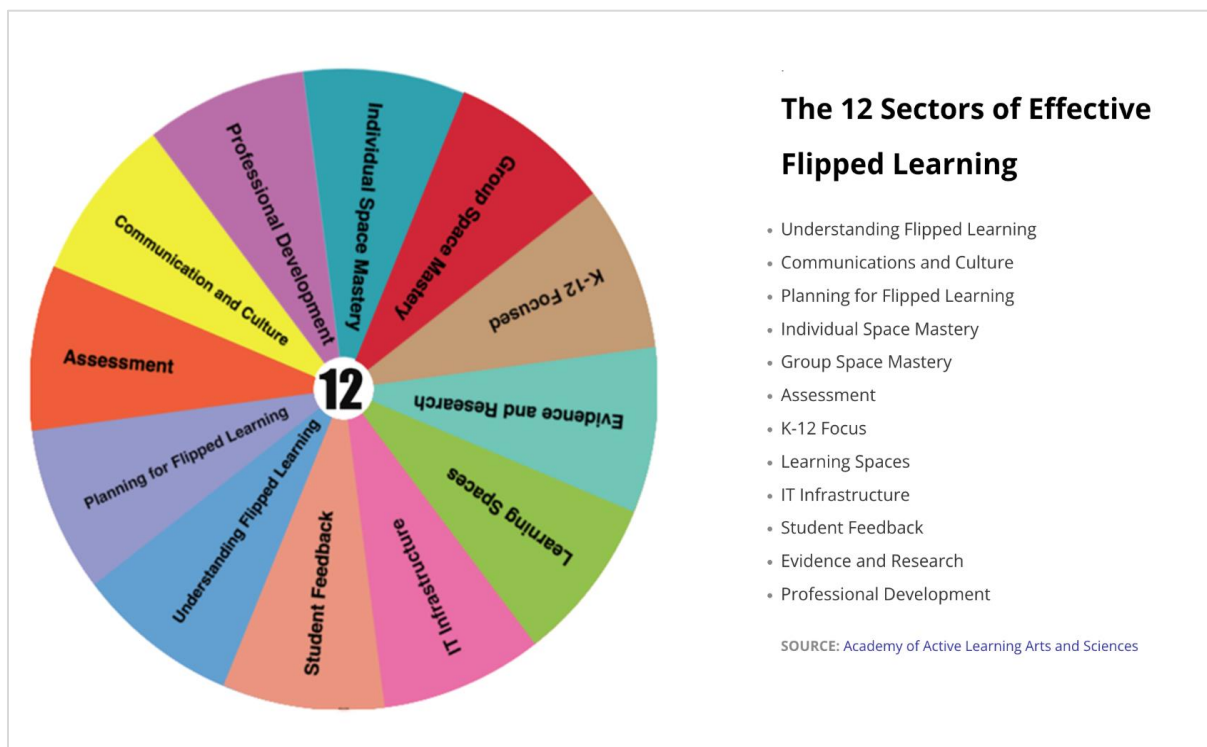 Individual Space Mastery
Group Space Mastery
K-12 Focused
Evidence and Research
Learning Spaces
IT Infrastructure
Student Feedback
Understanding Flipped Learning
Planning for Flipped Learning
Assessment
Communication and Culture
Professional Development
12
The 12 Sectors of Effective
Flipped Learning
• Understanding Flipped Learning
• Communications and Culture
• Planning for Flipped Learning
• Individual Space Mastery
• Group Space Mastery
• Assessment
• K-12 Focus
• Learning Spaces
• IT Infrastructure
• Student Feedback
• Evidence and Research
• Professional Development
SOURCE: Academy of Active Learning Arts and Sciences